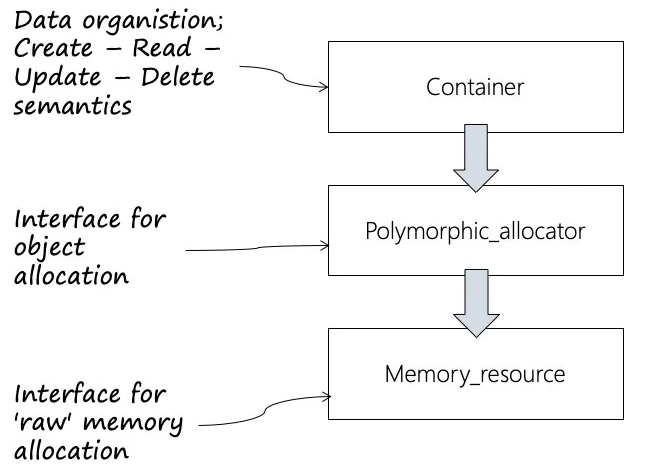 Data organistion;
Create – Read –
Update – Delete
semantics
Container
Interface for
object
allocation
Polymorphic_allocator
Interface for
'raw' memory
allocation
Memory_resource